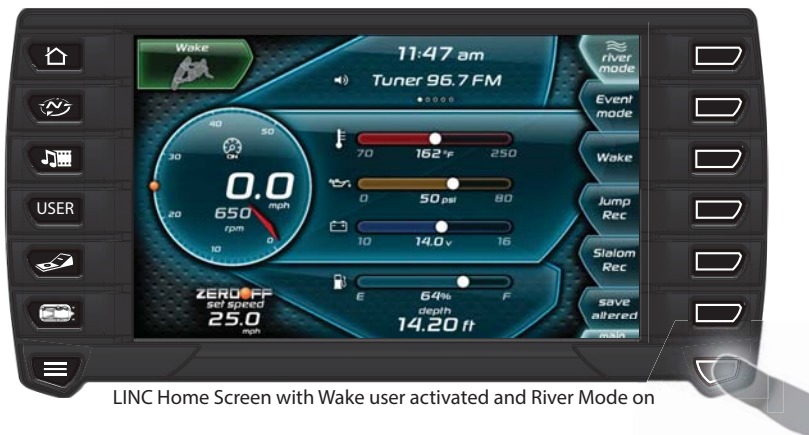 Wake
11:47 am
Tuner 96.7 FM
river
mode
Event
mode
Wake
Jump
Rec
Slalom
Rec
save
altered
main
USER
40
50
30
20
10
0
ON
0.0
mph
650
rpm
70
162°F
250
0
50 psi
80
10
14.0 v
16
E
64%
F
depth
14.20 ft
ZEROOFF
set speed
25.0
mph
LINC Home Screen with Wake user activated and River Mode on